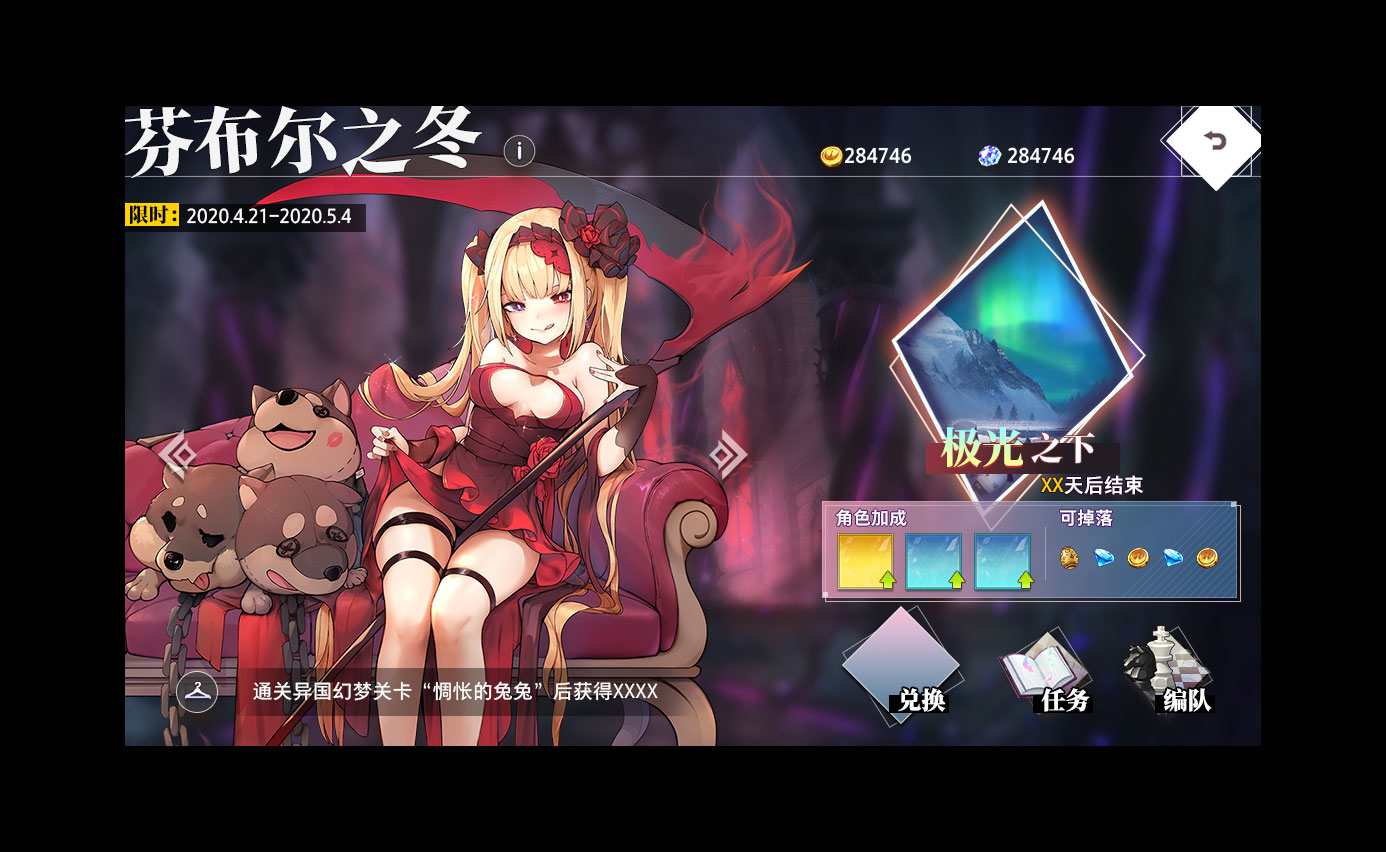 芬布尔之冬
284746
284746
限时：
2020.4.21-2020.5.4
极光之下
XX天后结束
角色加成
可掉落
兑换
任务
编队
通关异国幻梦关卡“惆怅的兔兔”后获得XXXX